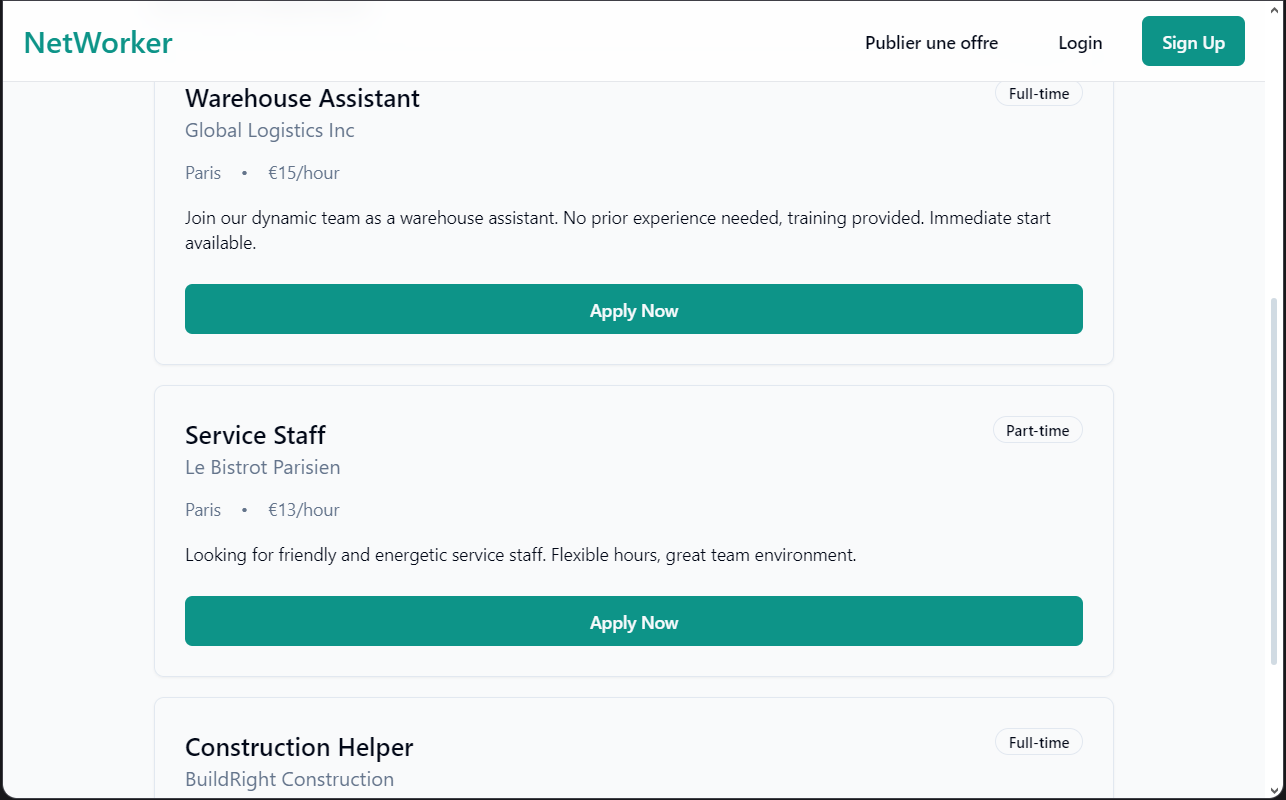 NetWorker
Publier une offre
Login
Sign Up
Warehouse Assistant
Full-time
Global Logistics Inc
Paris • €15/hour
Join our dynamic team as a warehouse assistant. No prior experience needed, training provided. Immediate start
available.
Apply Now
Service Staff
Part-time
Le Bistrot Parisien
Paris • €13/hour
Looking for friendly and energetic service staff. Flexible hours, great team environment.
Apply Now
Construction Helper
Full-time
BuildRight Construction